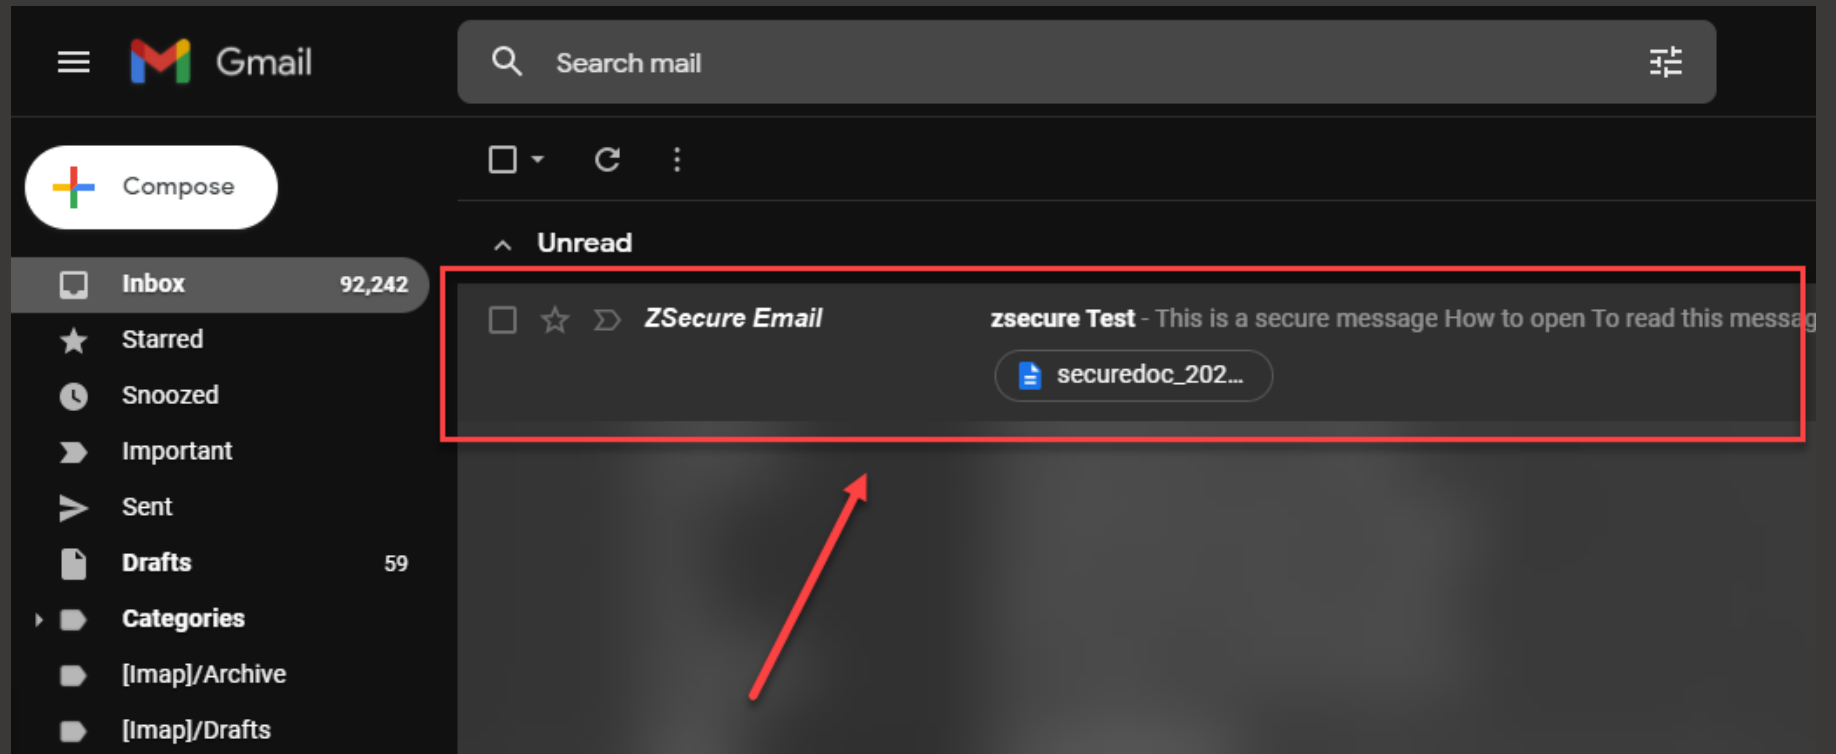 Gmail
Search mail
Compose
Unread
Inbox 92,242
ZSecure Email zsecure Test - This is a secure message How to open To read this messag
Starred
securedoc_202...
Snoozed
Important
Sent
Drafts 59
Categories
[Imap]/Archive
[Imap]/Drafts